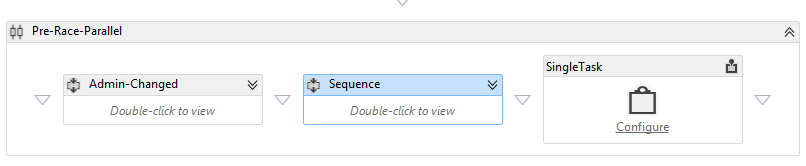 Pre-Race-Parallel
Admin-Changed
Double-click to view
Sequence
Double-click to view
SingleTask
Configure